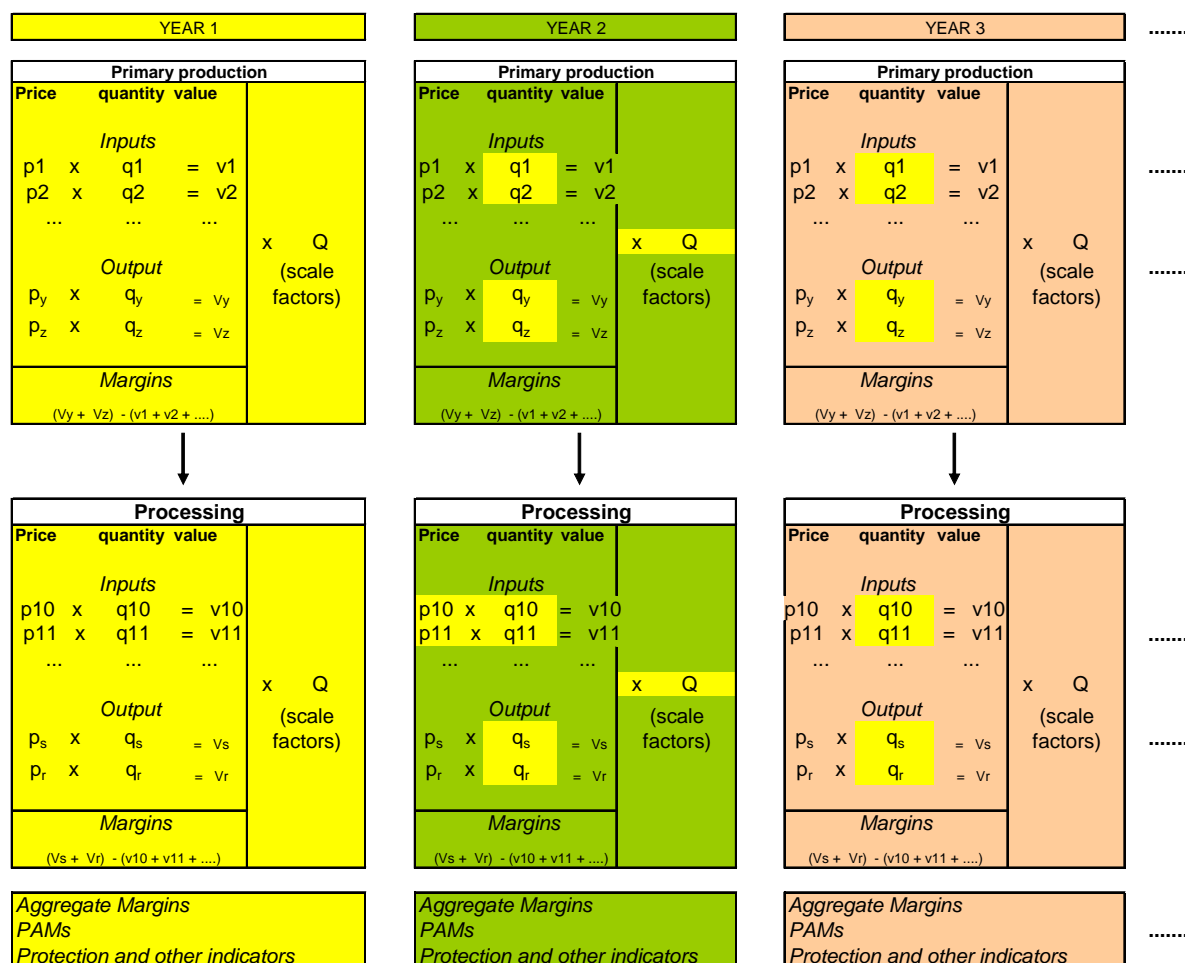 YEAR 1 YEAR 2 YEAR 3 .......
Primary production Primary production Primary production
Price quantity value Price quantity value Price quantity value
Inputs Inputs Inputs
p1 x q1 = v1 p1 x q1 = v1 p1 x q1 = v1 .......
p2 x q2 = v2 p2 x q2 = v2 p2 x q2 = v2
... ... ... ... ... ... ... ... ...
x Q x Q x Q
Output (scale Output (scale Output (scale .......
py x qy = Vy factors) py x qy = Vy factors) py x qy = Vy factors)
pz x qz = Vz pz x qz = Vz pz x qz = Vz
Margins Margins Margins
(Vy + Vz) - (v1 + v2 + ....) (Vy + Vz) - (v1 + v2 + ....) (Vy + Vz) - (v1 + v2 + ....)
Processing Processing Processing
Price quantity value Price quantity value Price quantity value
Inputs Inputs Inputs
p10 x q10 = v10 p10 x q10 = v10 p10 x q10 = v10
p11 x q11 = v11 p11 x q11 = v11 p11 x q11 = v11 .......
... ... ... ... ... ... ... ... ...
x Q x Q x Q
Output (scale Output (scale Output (scale
ps x qs = Vs factors) ps x qs = Vs factors) ps x qs = Vs factors) .......
pr x qr = Vr pr x qr = Vr pr x qr = Vr
Margins Margins Margins
(Vs + Vr) - (v10 + v11 + ....) (Vs + Vr) - (v10 + v11 + ....) (Vs + Vr) - (v10 + v11 + ....)
Aggregate Margins Aggregate Margins Aggregate Margins
PAMs PAMs PAMs .......
Protection and other indicators Protection and other indicators Protection and other indicators